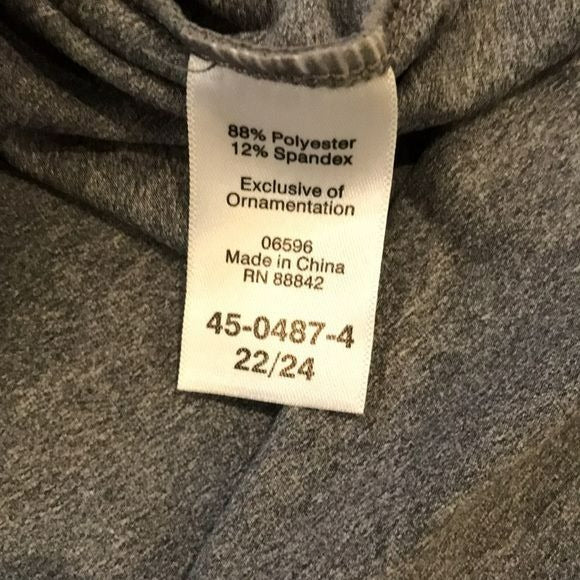 88% Polyester
12% Spandex
Exclusive of
Ornamentation
06596
Made in China
RN 88842
45-0487-4
22/24